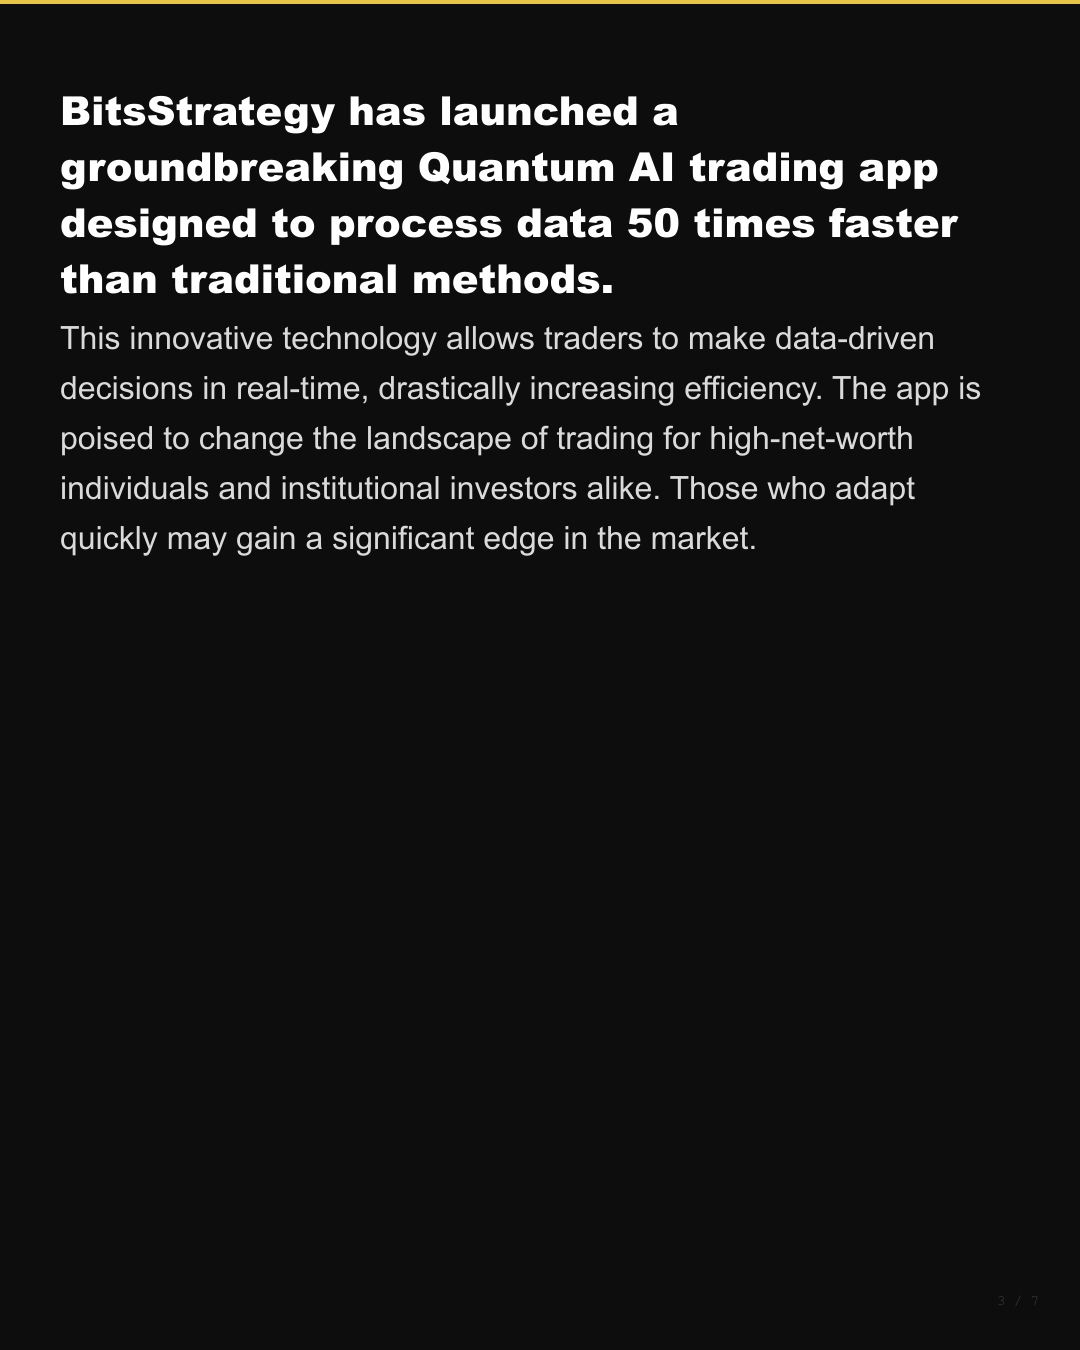 BitsStrategy has launched a
groundbreaking Quantum AI trading app
designed to process data 50 times faster
than traditional methods.
This innovative technology allows traders to make data-driven
decisions in real-time, drastically increasing efficiency. The app is
poised to change the landscape of trading for high-net-worth
individuals and institutional investors alike. Those who adapt
quickly may gain a significant edge in the market.
3 / 7